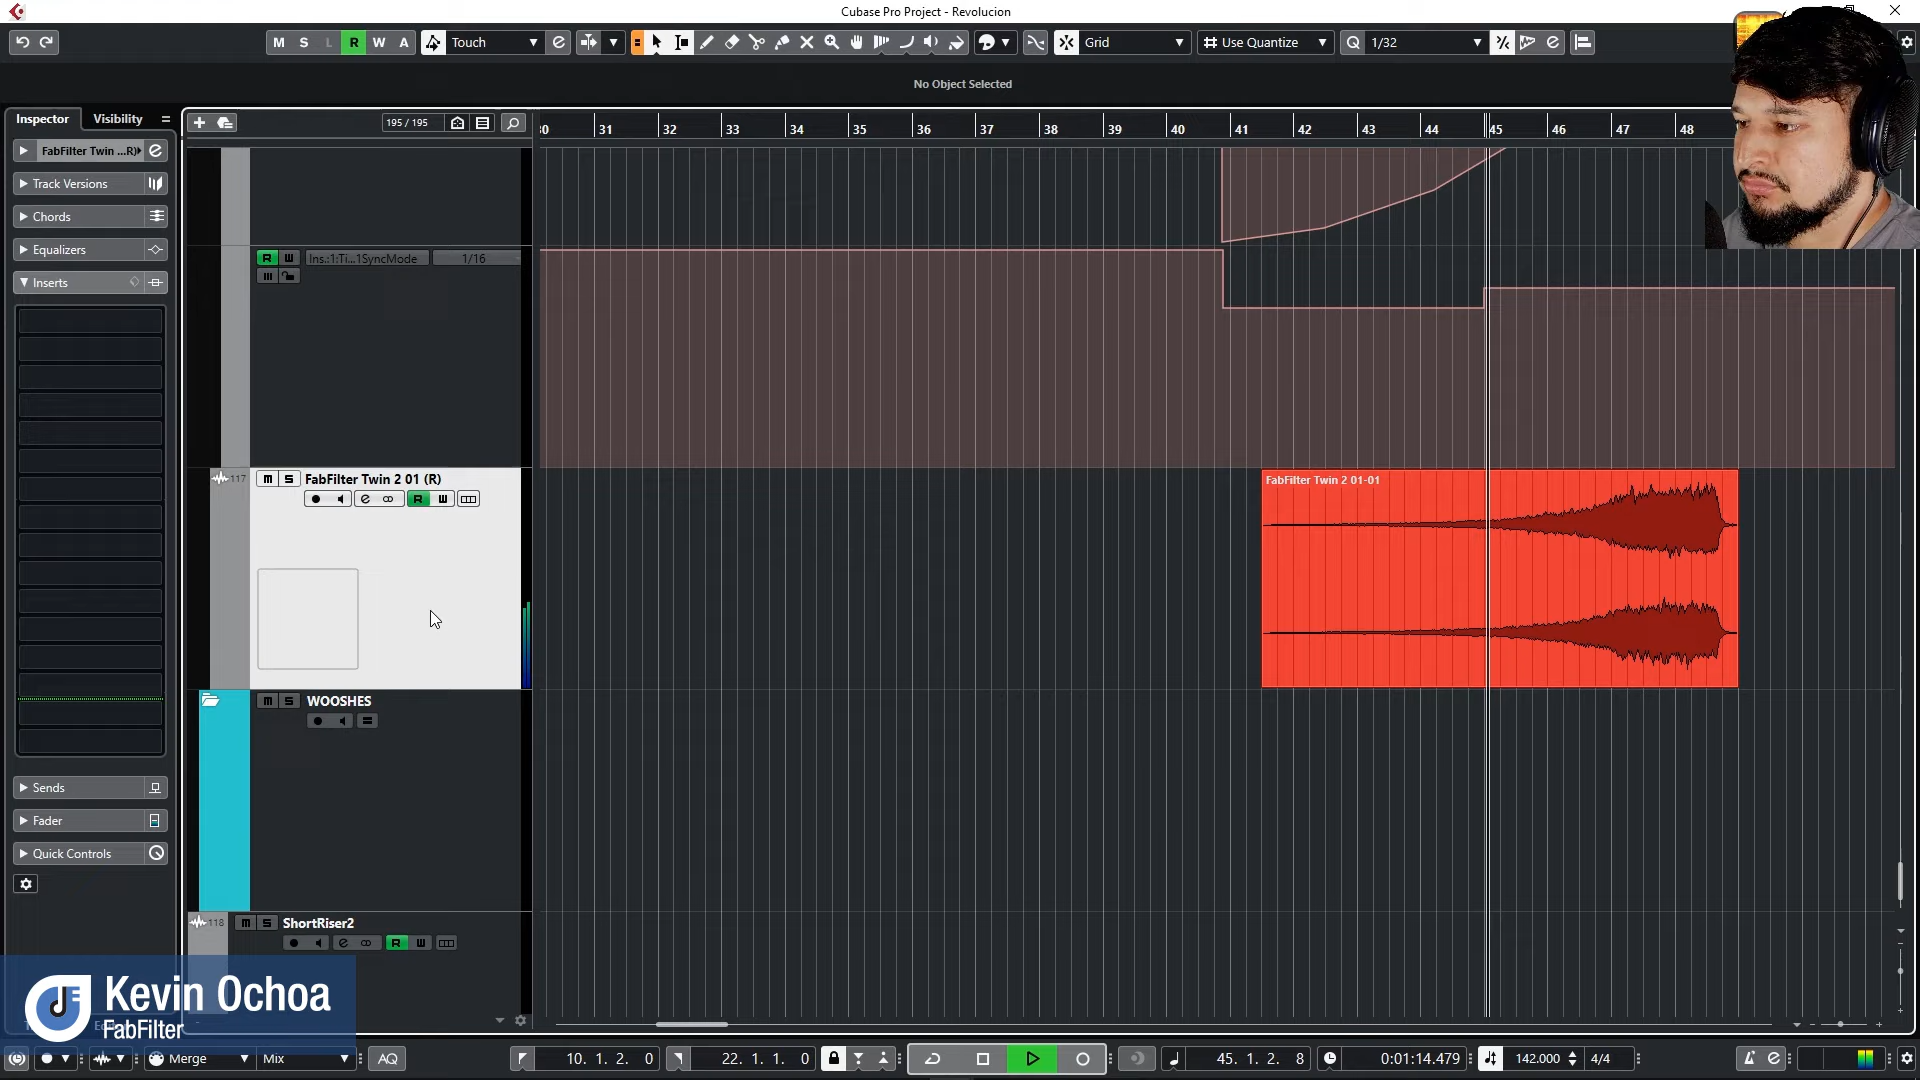 Cubase Pro Project - Revolucion
M S L R W A Touch Grid Use Quantize Q 1/32
No Object Selected
Inspector Visibility
195 / 195
30 31 32 33 34 35 36 37 38 39 40 41 42 43 44 45 46 47 48
FabFilter Twin ...R)
Track Versions
Chords
Equalizers
Inserts
R W Ins.:1:Ti...1SyncMode 1/16
117 m S FabFilter Twin 2 01 (R)
R W
FabFilter Twin 2 01-01
m S WOOSHES
Sends
Fader
Quick Controls
118 m S ShortRiser2
R W
Kevin Ochoa
FabFilter
Merge Mix AQ 10. 1. 2. 0 22. 1. 1. 0 45. 1. 2. 8 0:01:14.479 142.000 4/4